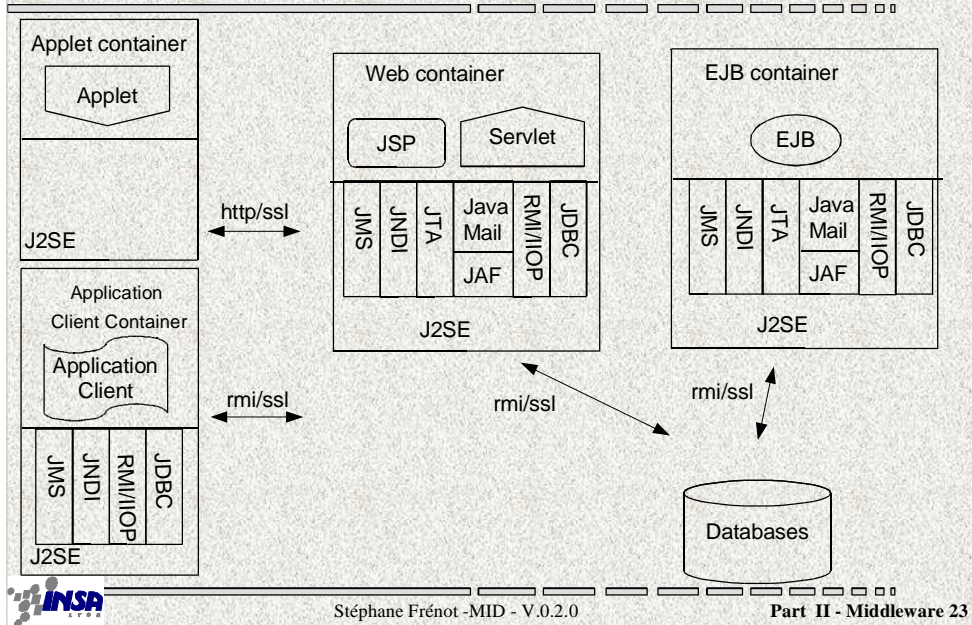 Applet container
Applet
J2SE
http/ssl
Application
Client Container
Application
Client
JMS
JNDI
RMI/IIOP
JDBC
J2SE
rmi/ssl
Web container
JSP
Servlet
JMS
JNDI
JTA
Java
Mail
JAF
RMI/IIOP
JDBC
J2SE
rmi/ssl
EJB container
EJB
JMS
JNDI
JTA
Java
Mail
JAF
RMI/IIOP
JDBC
J2SE
rmi/ssl
Databases
INSA
LYON
Stéphane Frénot -MID - V.0.2.0
Part II - Middleware 23